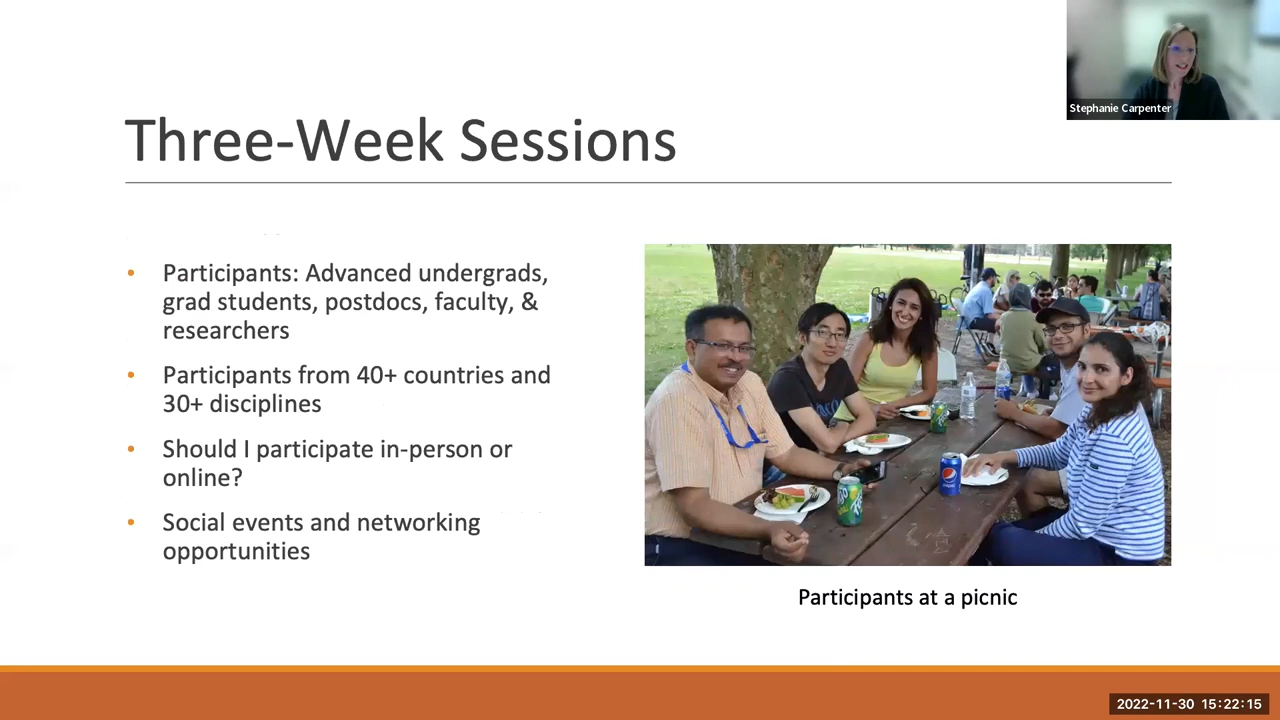 Stephanie Carpenter
Three-Week Sessions
• Participants: Advanced undergrads,
grad students, postdocs, faculty, &
researchers
• Participants from 40+ countries and
30+ disciplines
• Should I participate in-person or
online?
• Social events and networking
opportunities
Participants at a picnic
2022-11-30 15:22:15